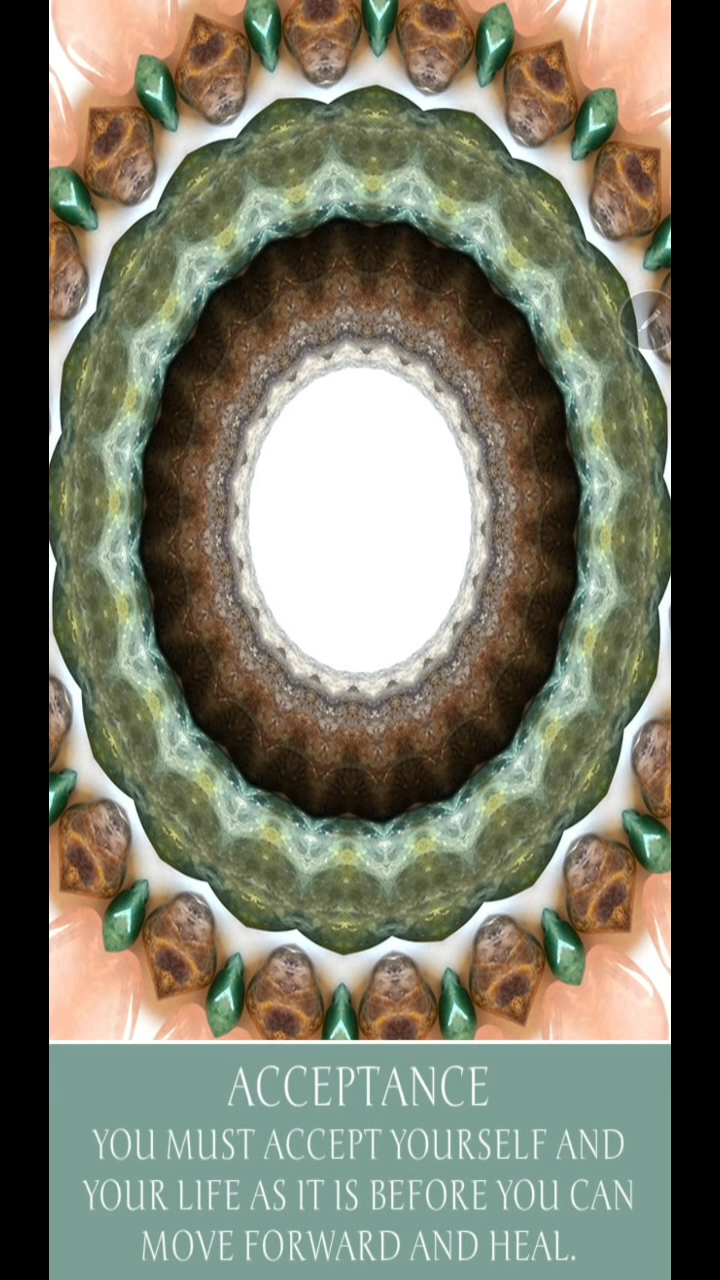 ACCEPTANCE
YOU MUST ACCEPT YOURSELF AND
YOUR LIFE AS IT IS BEFORE YOU CAN
MOVE FORWARD AND HEAL.